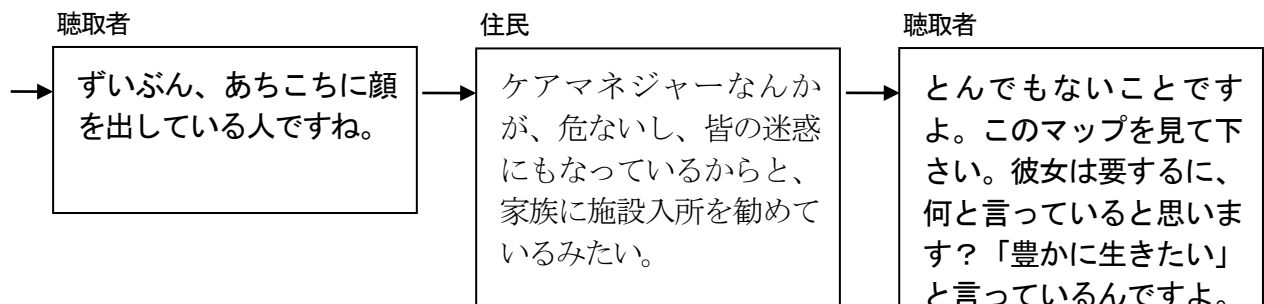 聴取者
ずいぶん、あちこちに顔
を出している人ですね。
住民
ケアマネジャーなんか
が、危ないし、皆の迷惑
にもなっているからと、
家族に施設入所を勧めて
いるみたい。
聴取者
とんでもないことです
よ。このマップを見て下
さい。彼女は要するに、
何と言っていると思いま
す？「豊かに生きたい」
と言っているんですよ。